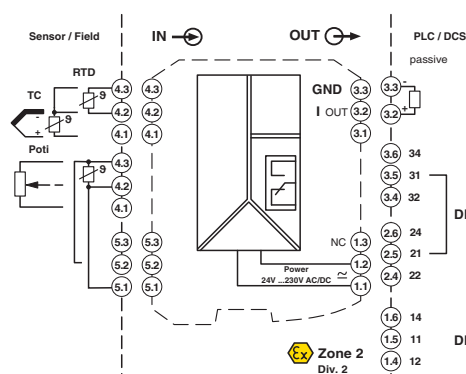 Sensor / Field
IN
OUT
PLC / DCS
passive
RTD
TC
ϑ
ϑ
-
+
4.3
4.2
4.1
4.3
4.2
4.1
GND
I OUT
3.3
3.2
3.1
3.3
3.2
-
+
Poti
ϑ
4.3
4.2
4.1
3.6 34
3.5 31
3.4 32
5.3
5.2
5.1
5.3
5.2
5.1
NC
1.3
1.2
1.1
Power
24V ...230V AC/DC
≃
2.6 24
2.5 21
2.4 22
DI
1.6 14
1.5 11
1.4 12
DI
Ex
Zone 2
Div. 2